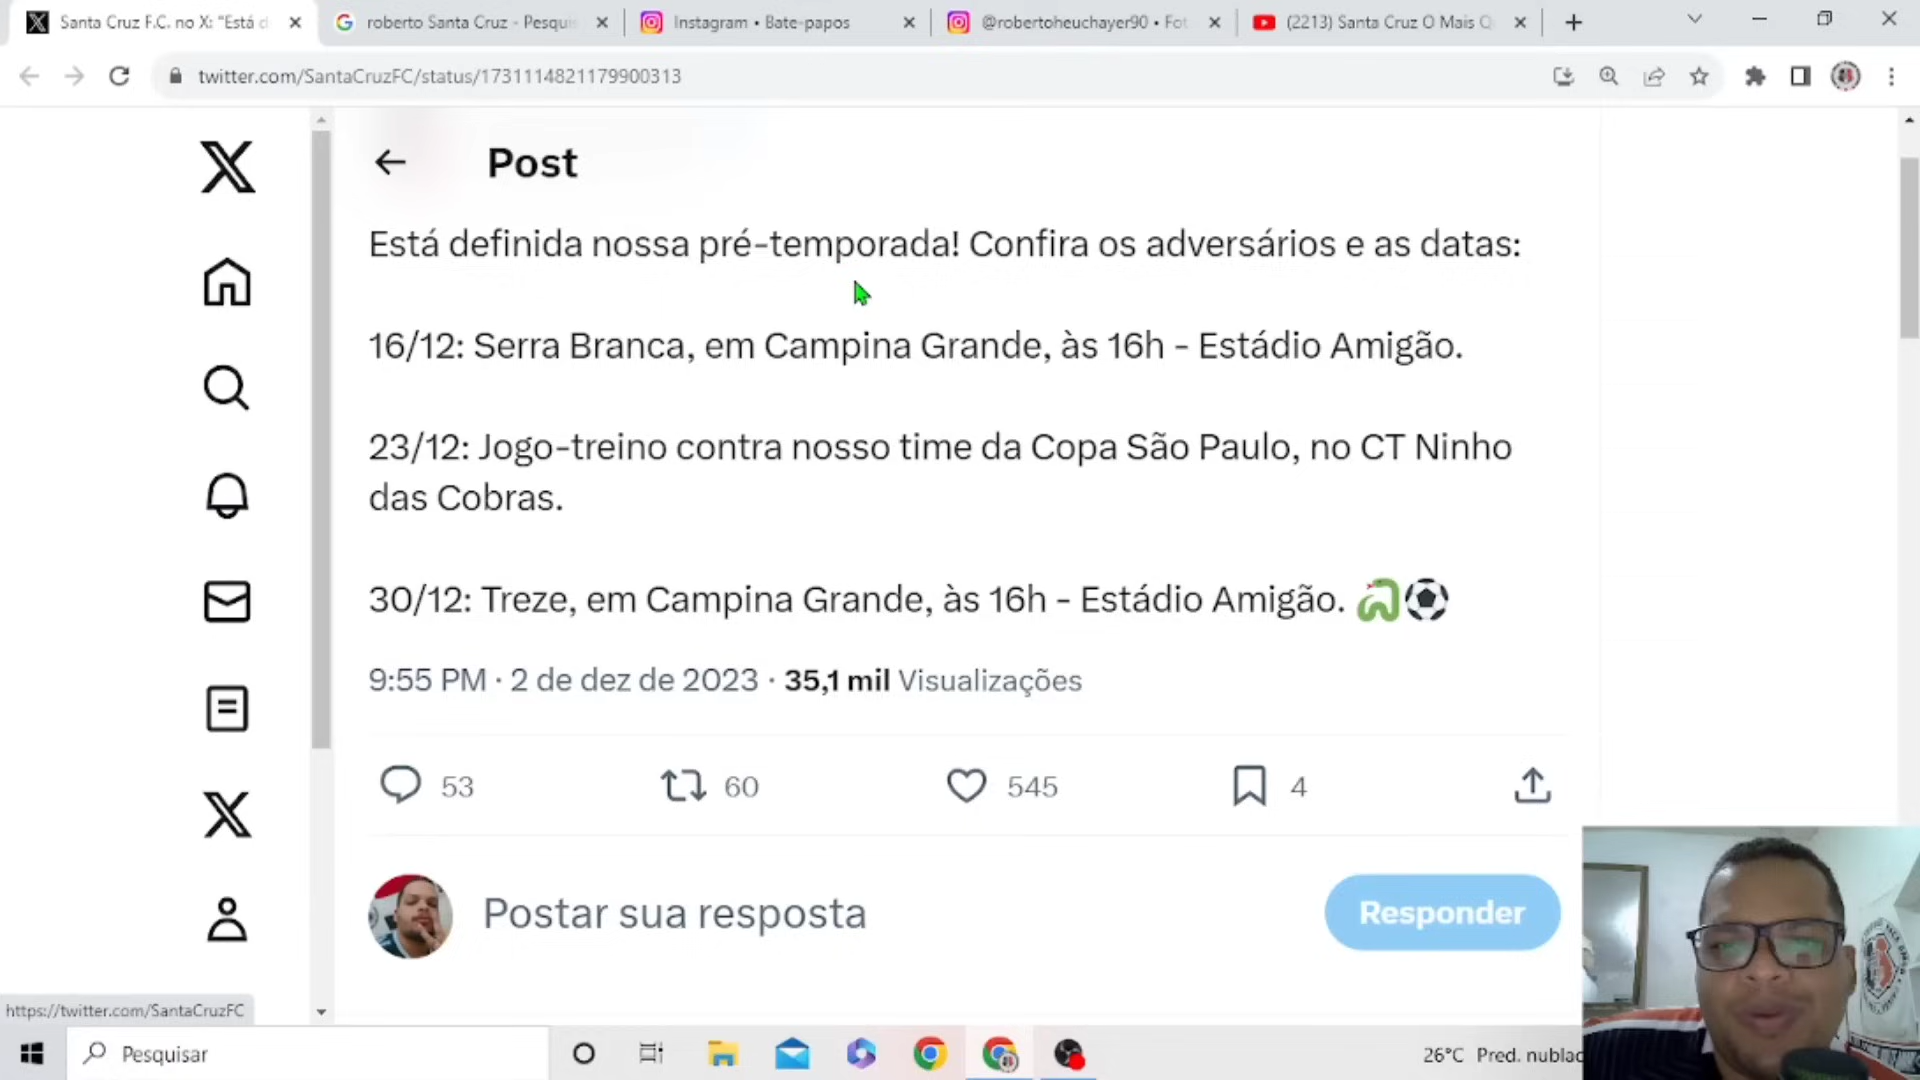 Santa Cruz F.C. no X: "Está d
roberto Santa Cruz - Pesqui
Instagram • Bate-papos
@robertoheuchayer90 • Fot
(2213) Santa Cruz O Mais Q
twitter.com/SantaCruzFC/status/1731114821179900313
Post
Está definida nossa pré-temporada! Confira os adversários e as datas:
16/12: Serra Branca, em Campina Grande, às 16h - Estádio Amigão.
23/12: Jogo-treino contra nosso time da Copa São Paulo, no CT Ninho
das Cobras.
30/12: Treze, em Campina Grande, às 16h - Estádio Amigão. 🐍⚽
9:55 PM · 2 de dez de 2023 · 35,1 mil Visualizações
53 60 545 4
Postar sua resposta
Responder
https://twitter.com/SantaCruzFC
Pesquisar
26°C Pred. nublad